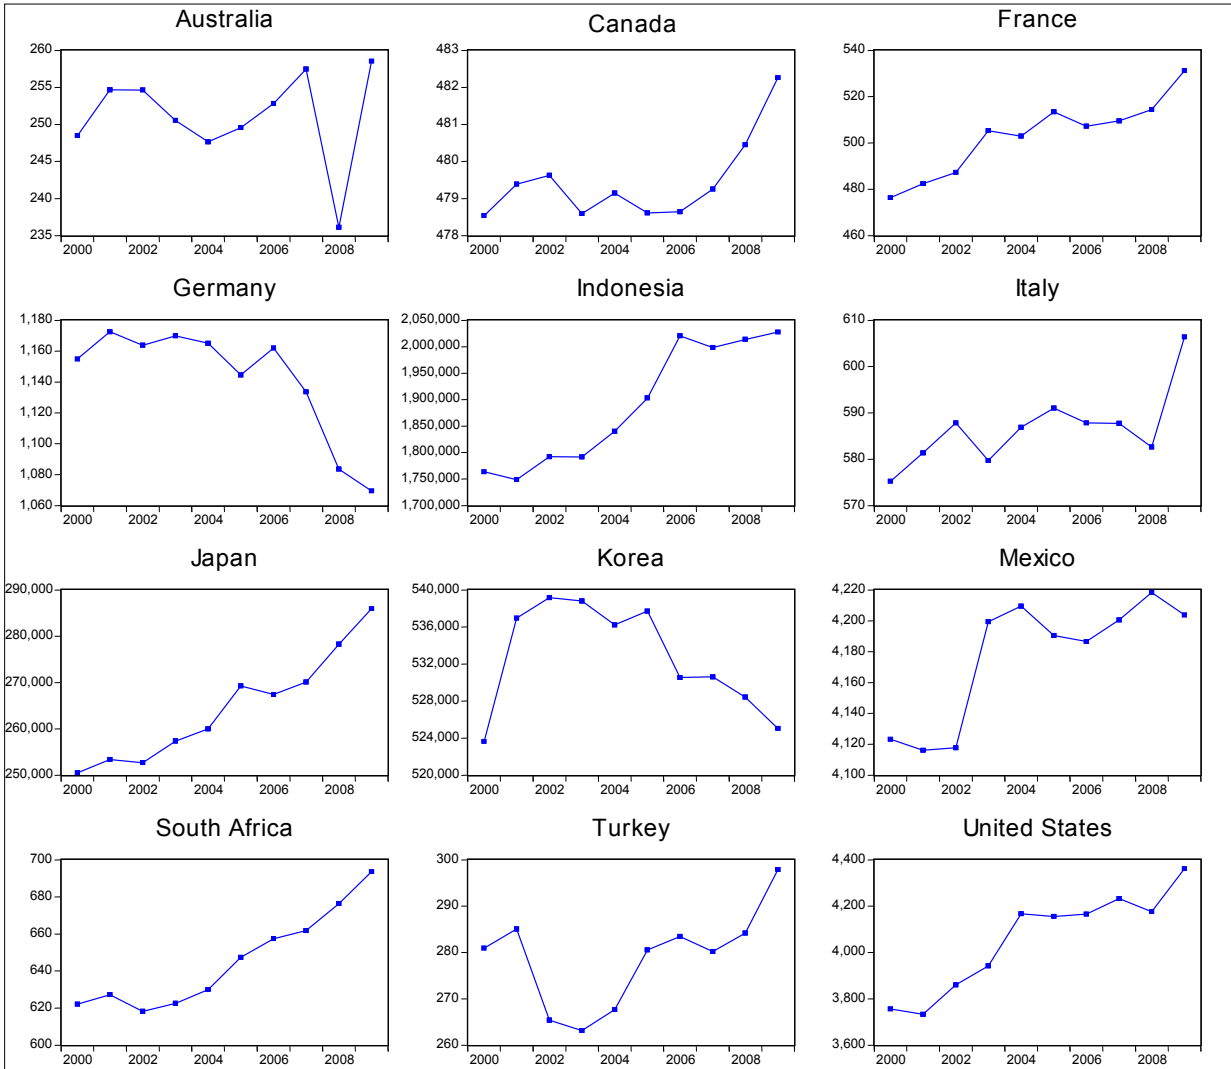 Australia
260
255
250
245
240
235
2000 2002 2004 2006 2008
Canada
483
482
481
480
479
478
2000 2002 2004 2006 2008
France
540
520
500
480
460
2000 2002 2004 2006 2008
Germany
1,180
1,160
1,140
1,120
1,100
1,080
1,060
2000 2002 2004 2006 2008
Indonesia
2,050,000
2,000,000
1,950,000
1,900,000
1,850,000
1,800,000
1,750,000
1,700,000
2000 2002 2004 2006 2008
Italy
610
600
590
580
570
2000 2002 2004 2006 2008
Japan
290,000
280,000
270,000
260,000
250,000
2000 2002 2004 2006 2008
Korea
540,000
536,000
532,000
528,000
524,000
520,000
2000 2002 2004 2006 2008
Mexico
4,220
4,200
4,180
4,160
4,140
4,120
4,100
2000 2002 2004 2006 2008
South Africa
700
680
660
640
620
600
2000 2002 2004 2006 2008
Turkey
300
290
280
270
260
2000 2002 2004 2006 2008
United States
4,400
4,200
4,000
3,800
3,600
2000 2002 2004 2006 2008